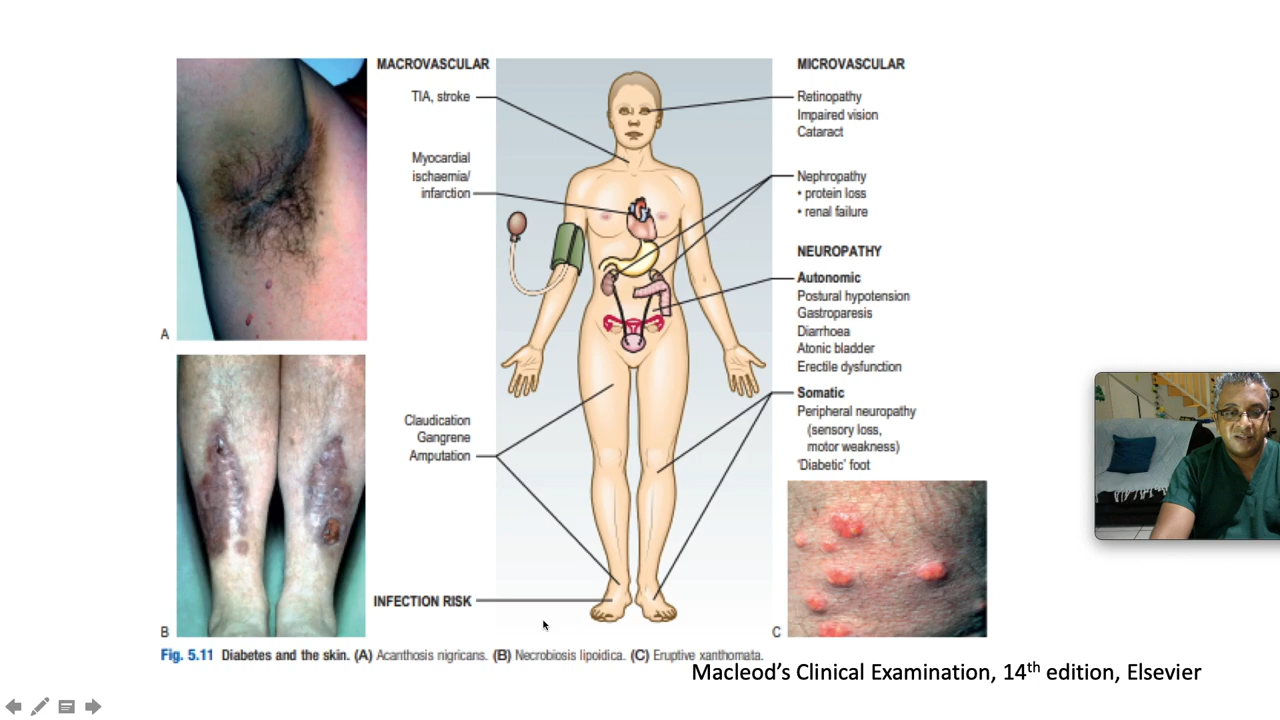 MACROVASCULAR
TIA, stroke
Myocardial
ischaemia/
infarction
Claudication
Gangrene
Amputation
INFECTION RISK
MICROVASCULAR
Retinopathy
Impaired vision
Cataract
Nephropathy
• protein loss
• renal failure
NEUROPATHY
Autonomic
Postural hypotension
Gastroparesis
Diarrhoea
Atonic bladder
Erectile dysfunction
Somatic
Peripheral neuropathy
(sensory loss,
motor weakness)
‘Diabetic’ foot
A
B
C
Fig. 5.11 Diabetes and the skin. (A) Acanthosis nigricans. (B) Necrobiosis lipoidica. (C) Eruptive xanthomata.
Macleod’s Clinical Examination, 14th edition, Elsevier